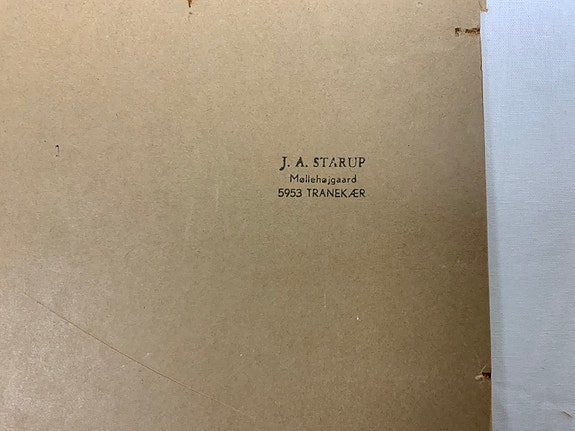 J. A. STARUP
Møllehøjgaard
5953 TRANEKÆR